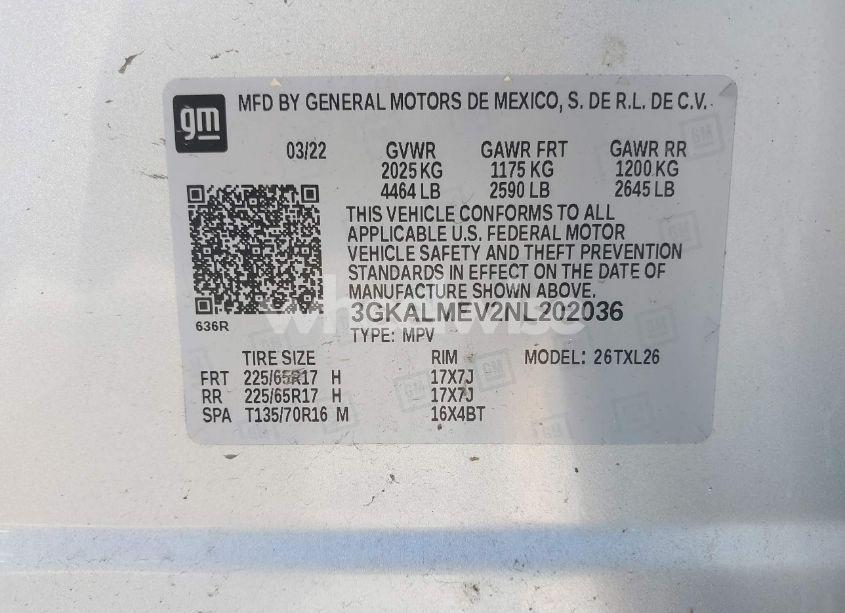 gm
MFD BY GENERAL MOTORS DE MEXICO, S. DE R.L. DE C.V.
03/22 GVWR GAWR FRT GAWR RR
2025 KG 1175 KG 1200 KG
4464 LB 2590 LB 2645 LB
THIS VEHICLE CONFORMS TO ALL
APPLICABLE U.S. FEDERAL MOTOR
VEHICLE SAFETY AND THEFT PREVENTION
STANDARDS IN EFFECT ON THE DATE OF
MANUFACTURE SHOWN ABOVE.
3GKALMEV2NL202036
636R
TYPE: MPV
TIRE SIZE RIM MODEL: 26TXL26
FRT 225/65R17 H 17X7J
RR 225/65R17 H 17X7J
SPA T135/70R16 M 16X4BT